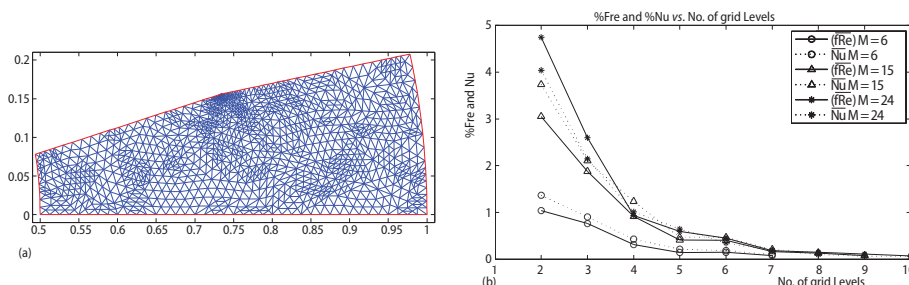 0.2
0.15
0.1
0.05
0
0.5 0.55 0.6 0.65 0.7 0.75 0.8 0.85 0.9 0.95 1
(a)
%Fre and %Nu vs. No. of grid Levels
5
4
3
2
1
0
%Fre and Nu
(fRe) M = 6
Nu M = 6
(fRe) M = 15
Nu M = 15
(fRe) M = 24
Nu M = 24
1 2 3 4 5 6 7 8 9 10
(b)
No. of grid Levels